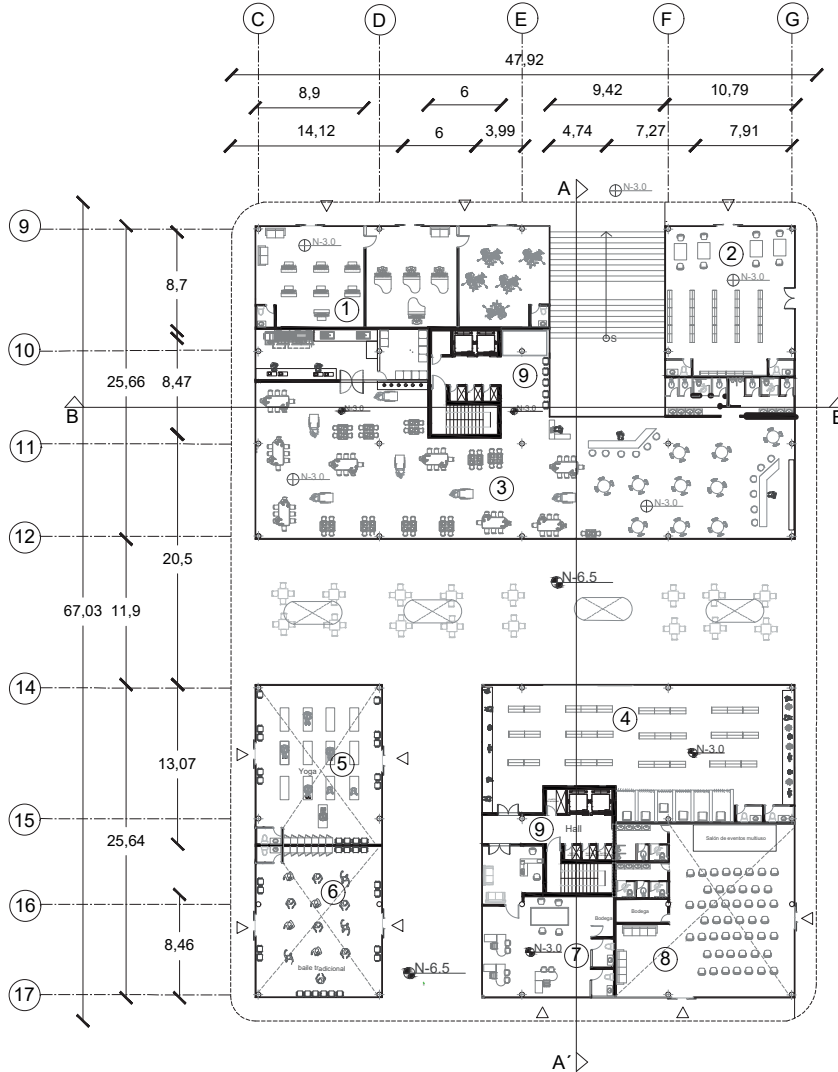 C D E F G
47,92
8,9 6 9,42 10,79
14,12 6 3,99 4,74 7,27 7,91
A N-3.0
9
N-3.0
2
8,7
N-3.0
1
S
10
9
25,66 8,47
B N-3.0 N-3.0 B
11
N-3.0 3
N-3.0
12
20,5
N-6.5
67,03 11,9
14
4
N-3.0
5
Yoga
13,07
15
9 Hall
Salón de eventos multiuso
25,64
6
16
Bodega
Bodega
8,46
N-3.0 7 8
baile tradicional
N-6.5
17
A´